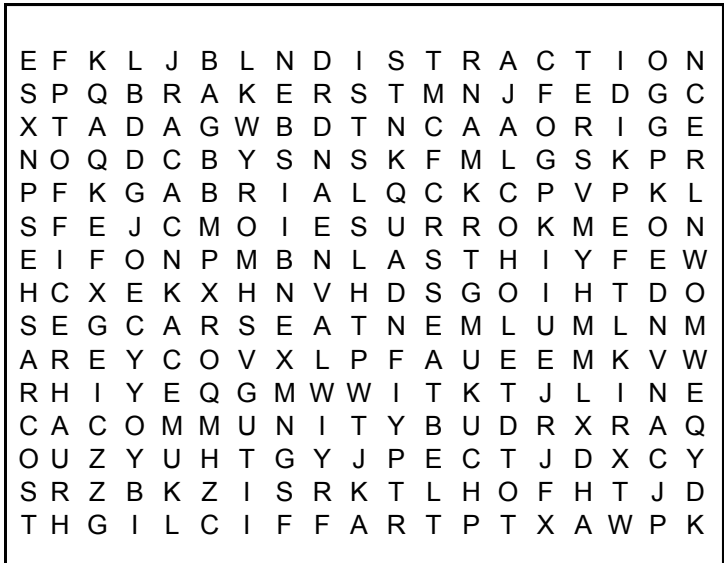 E F K L J B L N D I S T R A C T I O N
S P Q B R A K E R S T M N J F E D G C
X T A D A G W B D T N C A A O R I G E
N O Q D C B Y S N S K F M L G S K P R
P F K G A B R I A L Q C K C P V P K L
S F E J C M O I E S U R R O K M E O N
E I F O N P M B N L A S T H I Y F E W
H C X E K X H N V H D S G O I H T D O
S E G C A R S E A T N E M L U M L N M
A R E Y C O V X L P F A U E E M K V W
R H I Y E Q G M W W I T K T J L I N E
C A C O M M U N I T Y B U D R X R A Q
O U Z Y U H T G Y J P E C T J D X C Y
S R Z B K Z I S R K T L H O F H T J D
T H G I L C I F F A R T P T X A W P K